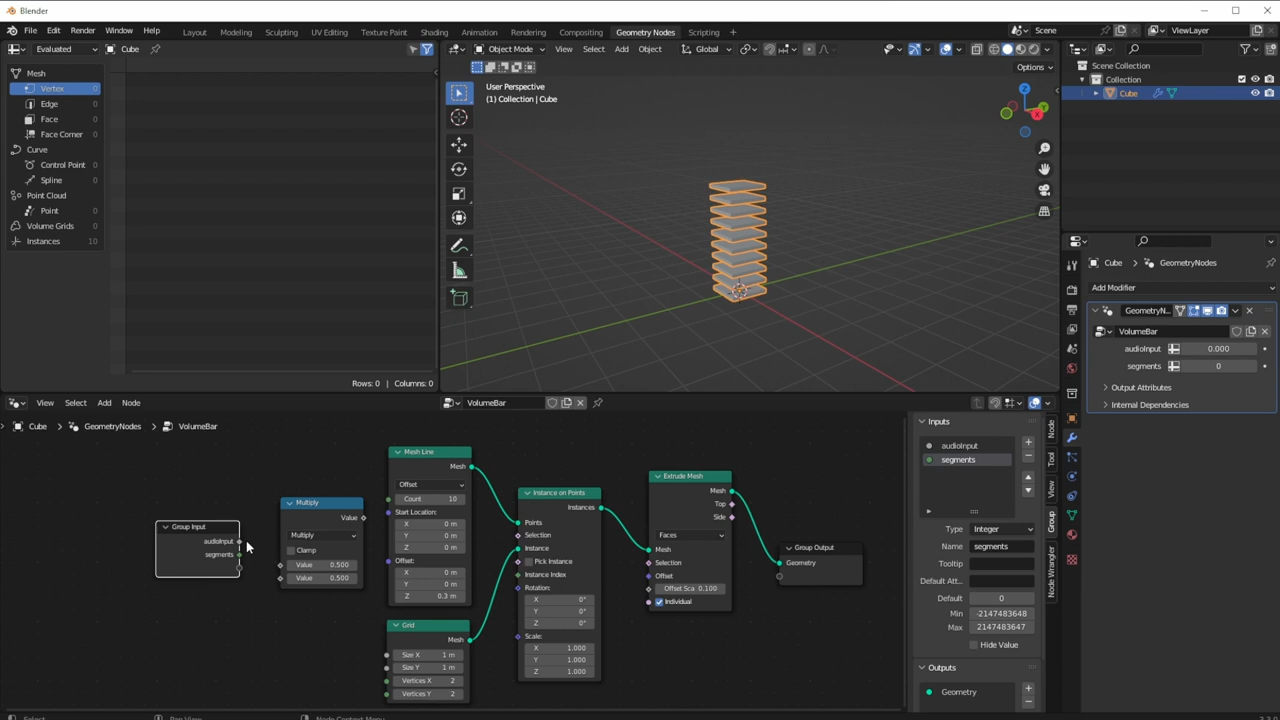 Blender
File Edit Render Window Help Layout Modeling Sculpting UV Editing Texture Paint Shading Animation Rendering Compositing Geometry Nodes Scripting + Scene ViewLayer
Evaluated Cube
Object Mode View Select Add Object Global
Options
Mesh
Vertex 0
Edge 0
Face 0
Face Corner 0
Curve
Control Point 0
Spline 0
Point Cloud
Point 0
Volume Grids
Instances 10
Rows: 0 | Columns: 0
User Perspective
(1) Collection | Cube
Z
Y
X
Scene Collection
Collection
Cube
Cube > GeometryNodes
Add Modifier
GeometryN...
VolumeBar
audioInput 0.000
segments 0
Output Attributes
Internal Dependencies
View Select Add Node VolumeBar
Cube > GeometryNodes > VolumeBar
Group Input
audioInput
segments
Multiply
Value
Multiply
Clamp
Value 0.500
Value 0.500
Mesh Line
Mesh
Offset
Count 10
Start Location:
X 0 m
Y 0 m
Z 0 m
Offset:
X 0 m
Y 0 m
Z 0.3 m
Grid
Mesh
Size X 1 m
Size Y 1 m
Vertices X 2
Vertices Y 2
Instance on Points
Instances
Points
Selection
Instance
Pick Instance
Instance Index
Rotation:
X 0°
Y 0°
Z 0°
Scale:
X 1.000
Y 1.000
Z 1.000
Extrude Mesh
Mesh
Top
Side
Faces
Mesh
Selection
Offset
Offset Sca 0.100
Individual
Group Output
Geometry
Inputs
audioInput
segments
Type Integer
Name segments
Tooltip
Default Att...
Default 0
Min -2147483648
Max 2147483647
Hide Value
Outputs
Geometry
Node
Tool
View
Group
Node Wrangler